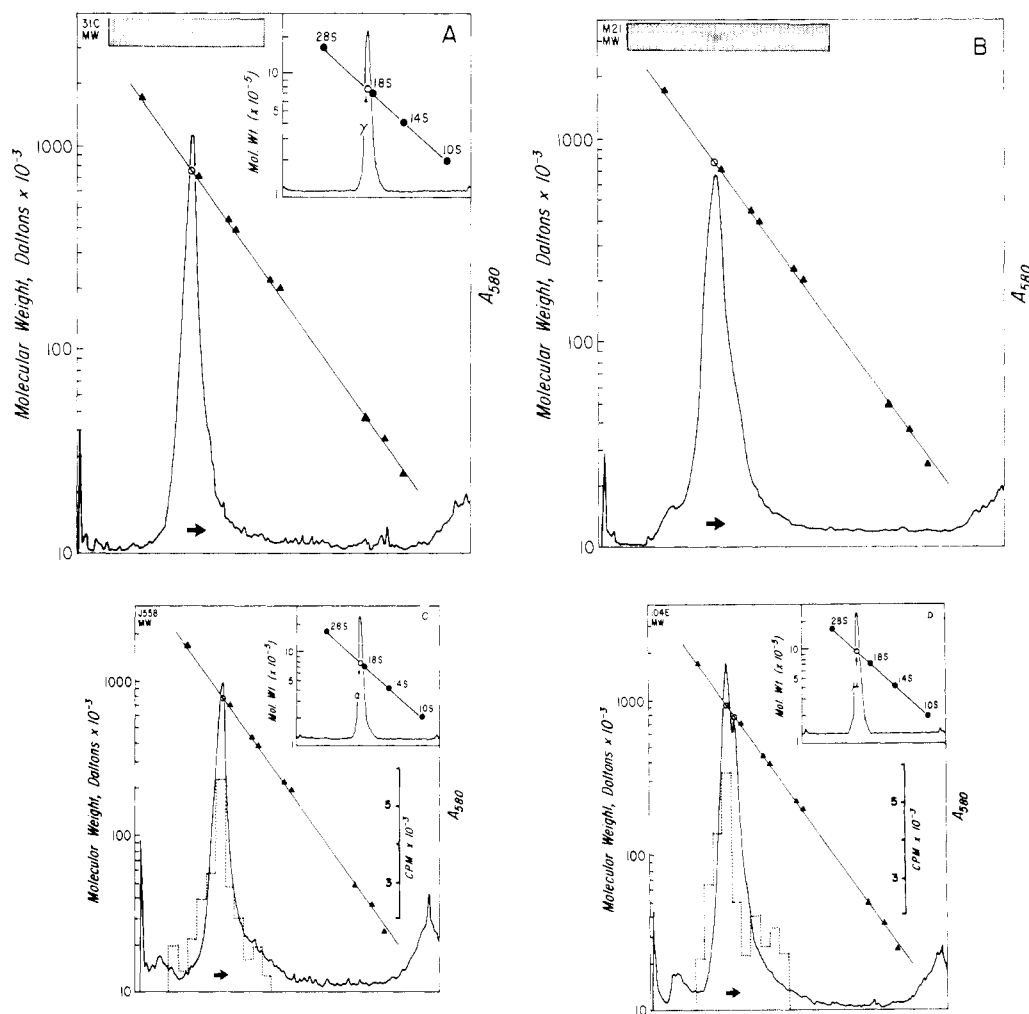 31C
MW
A
Molecular Weight, Daltons x 10⁻³
1000
100
10
Mol. Wt. (x 10⁻⁵)
10
5
1
28S
18S
14S
10S
γ
A₅₈₀
M21
MW
B
Molecular Weight, Daltons x 10⁻³
1000
100
10
A₅₈₀
J558
MW
C
Molecular Weight, Daltons x 10⁻³
1000
100
10
Mol. Wt. (x 10⁻⁵)
10
5
1
28S
18S
14S
10S
α
5
3
CPM x 10⁻³
A₅₈₀
104E
MW
D
Molecular Weight, Daltons x 10⁻³
1000
100
10
Mol. Wt. (x 10⁻⁵)
10
5
1
28S
18S
14S
10S
μ
5
3
CPM x 10⁻³
A₅₈₀